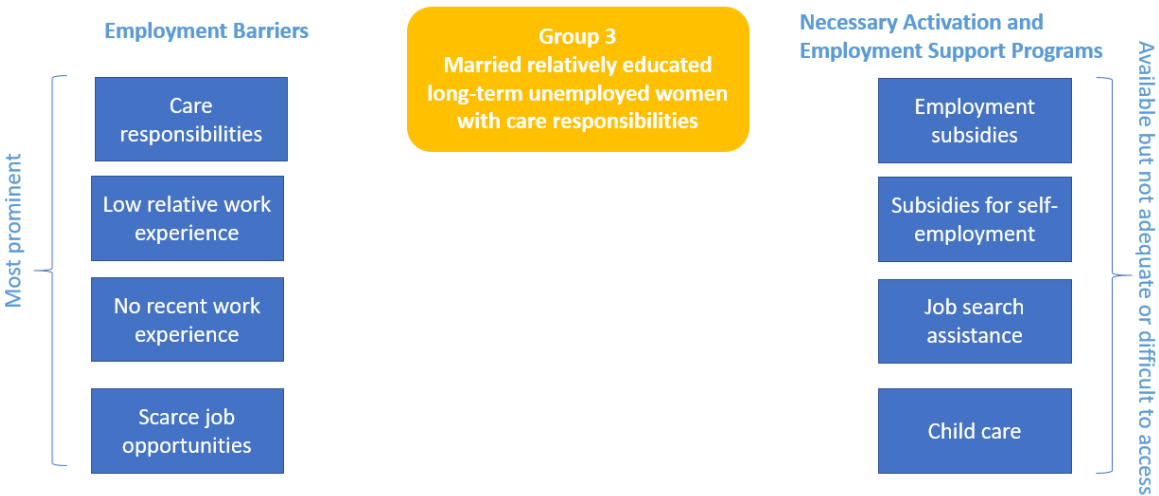 Employment Barriers
Most prominent
Care
responsibilities
Low relative work
experience
No recent work
experience
Scarce job
opportunities
Group 3
Married relatively educated
long-term unemployed women
with care responsibilities
Necessary Activation and
Employment Support Programs
Employment
subsidies
Subsidies for self-
employment
Job search
assistance
Child care
Available but not adequate or difficult to access